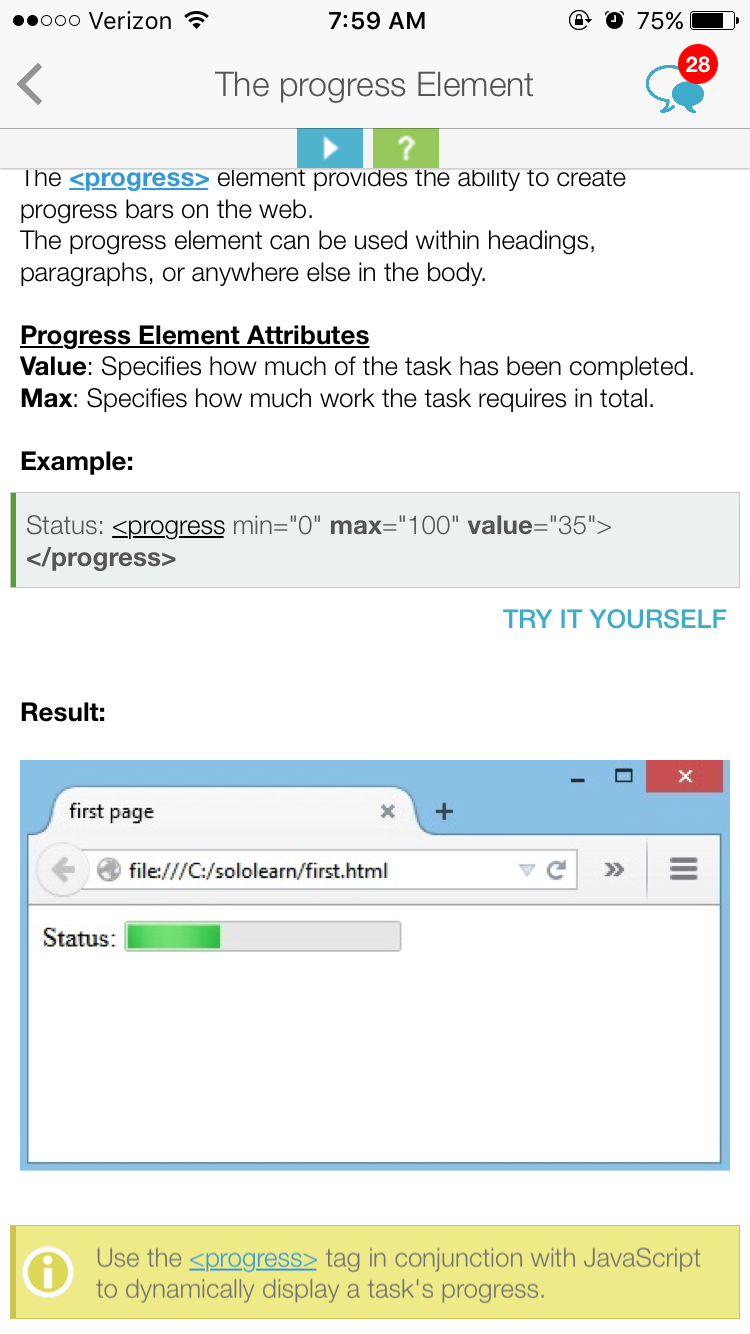 Verizon 7:59 AM 75%
The progress Element 28
?
The <progress> element provides the ability to create
progress bars on the web.
The progress element can be used within headings,
paragraphs, or anywhere else in the body.
Progress Element Attributes
Value: Specifies how much of the task has been completed.
Max: Specifies how much work the task requires in total.
Example:
Status: <progress min="0" max="100" value="35">
</progress>
TRY IT YOURSELF
Result:
first page
file:///C:/sololearn/first.html
Status:
Use the <progress> tag in conjunction with JavaScript
to dynamically display a task's progress.